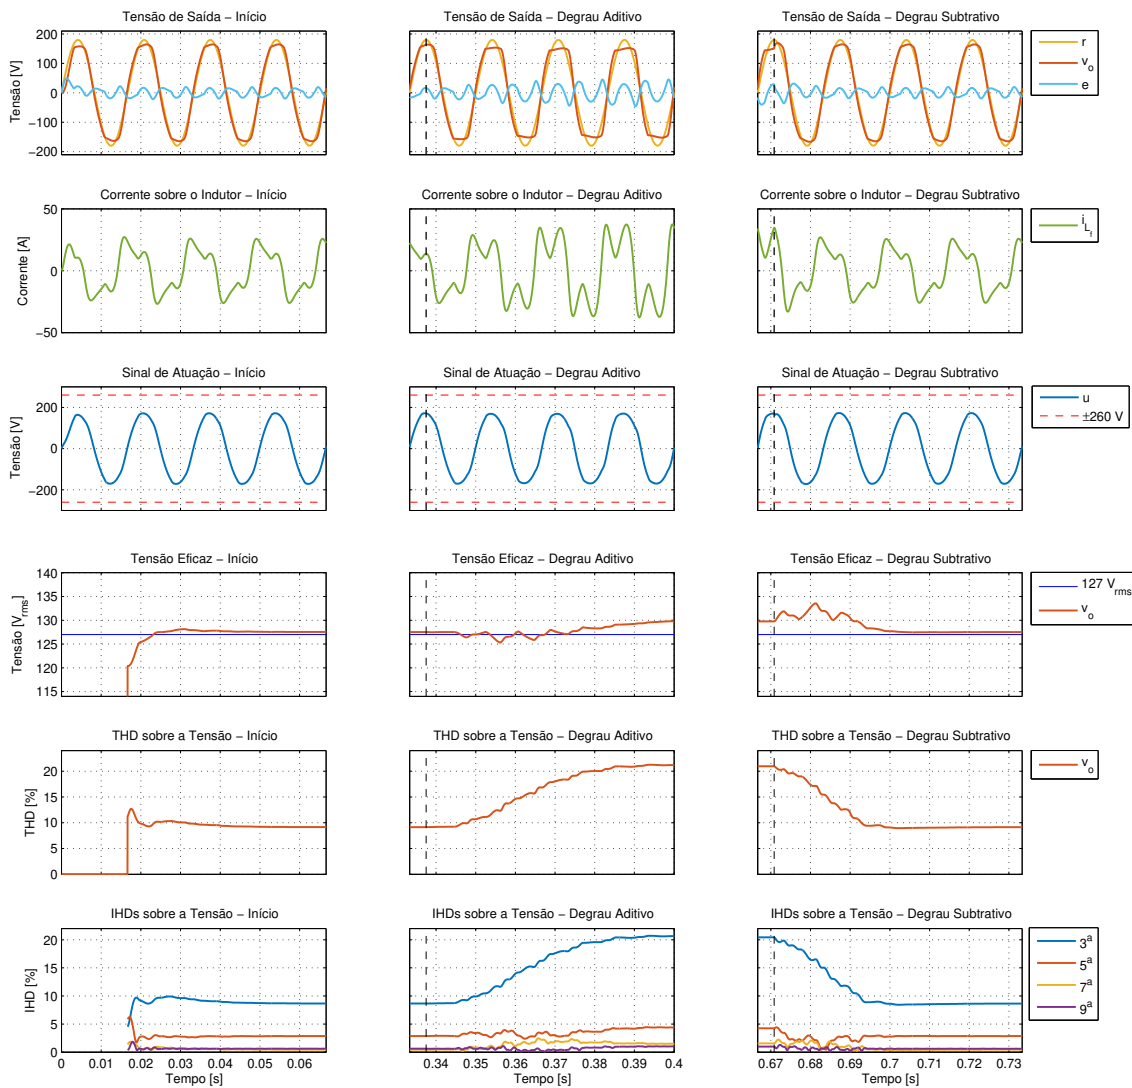 Tensão de Saída − Início
Tensão de Saída − Degrau Aditivo
Tensão de Saída − Degrau Subtrativo
Tensão [V]
200
100
0
−100
−200
r
v_o
e
Corrente sobre o Indutor − Início
Corrente sobre o Indutor − Degrau Aditivo
Corrente sobre o Indutor − Degrau Subtrativo
Corrente [A]
50
0
−50
i_L_f
Sinal de Atuação − Início
Sinal de Atuação − Degrau Aditivo
Sinal de Atuação − Degrau Subtrativo
Tensão [V]
200
0
−200
u
±260 V
Tensão Eficaz − Início
Tensão Eficaz − Degrau Aditivo
Tensão Eficaz − Degrau Subtrativo
Tensão [V_rms]
140
135
130
125
120
115
127 V_rms
v_o
THD sobre a Tensão − Início
THD sobre a Tensão − Degrau Aditivo
THD sobre a Tensão − Degrau Subtrativo
THD [%]
20
15
10
5
0
v_o
IHDs sobre a Tensão − Início
IHDs sobre a Tensão − Degrau Aditivo
IHDs sobre a Tensão − Degrau Subtrativo
IHD [%]
20
15
10
5
0
3ª
5ª
7ª
9ª
0 0.01 0.02 0.03 0.04 0.05 0.06
0.34 0.35 0.36 0.37 0.38 0.39 0.4
0.67 0.68 0.69 0.70 0.71 0.72 0.73
Tempo [s]
Tempo [s]
Tempo [s]